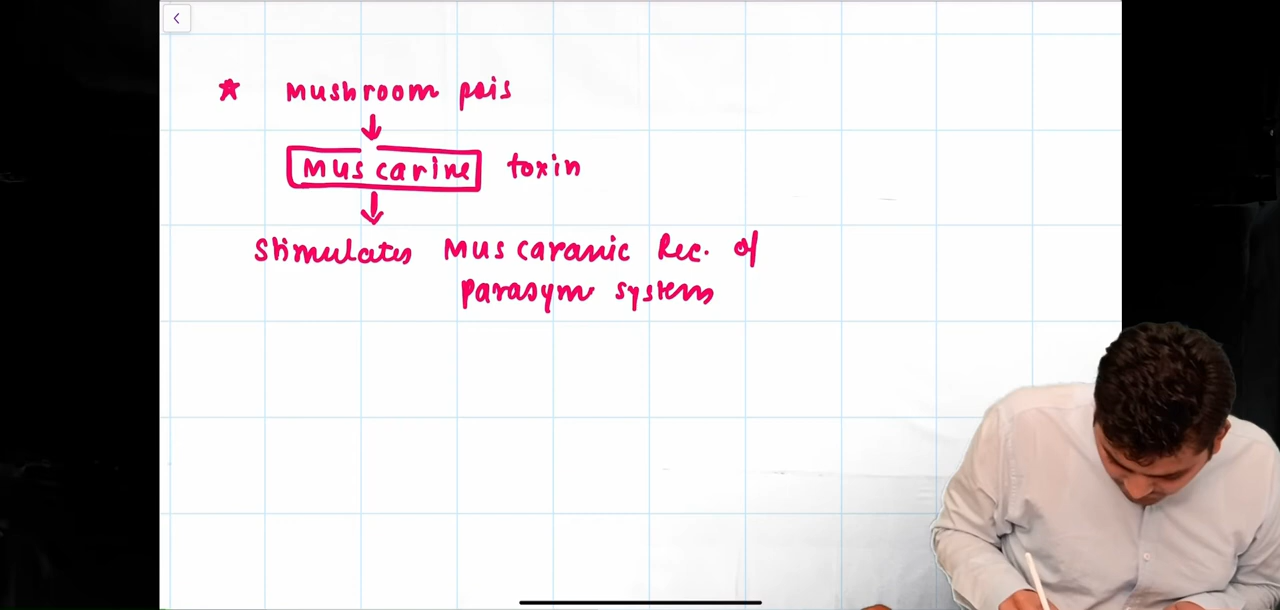 ★ Mushroom pois
↓
Muscarine toxin
↓
Stimulates Muscaranic Rec. of
parasym system